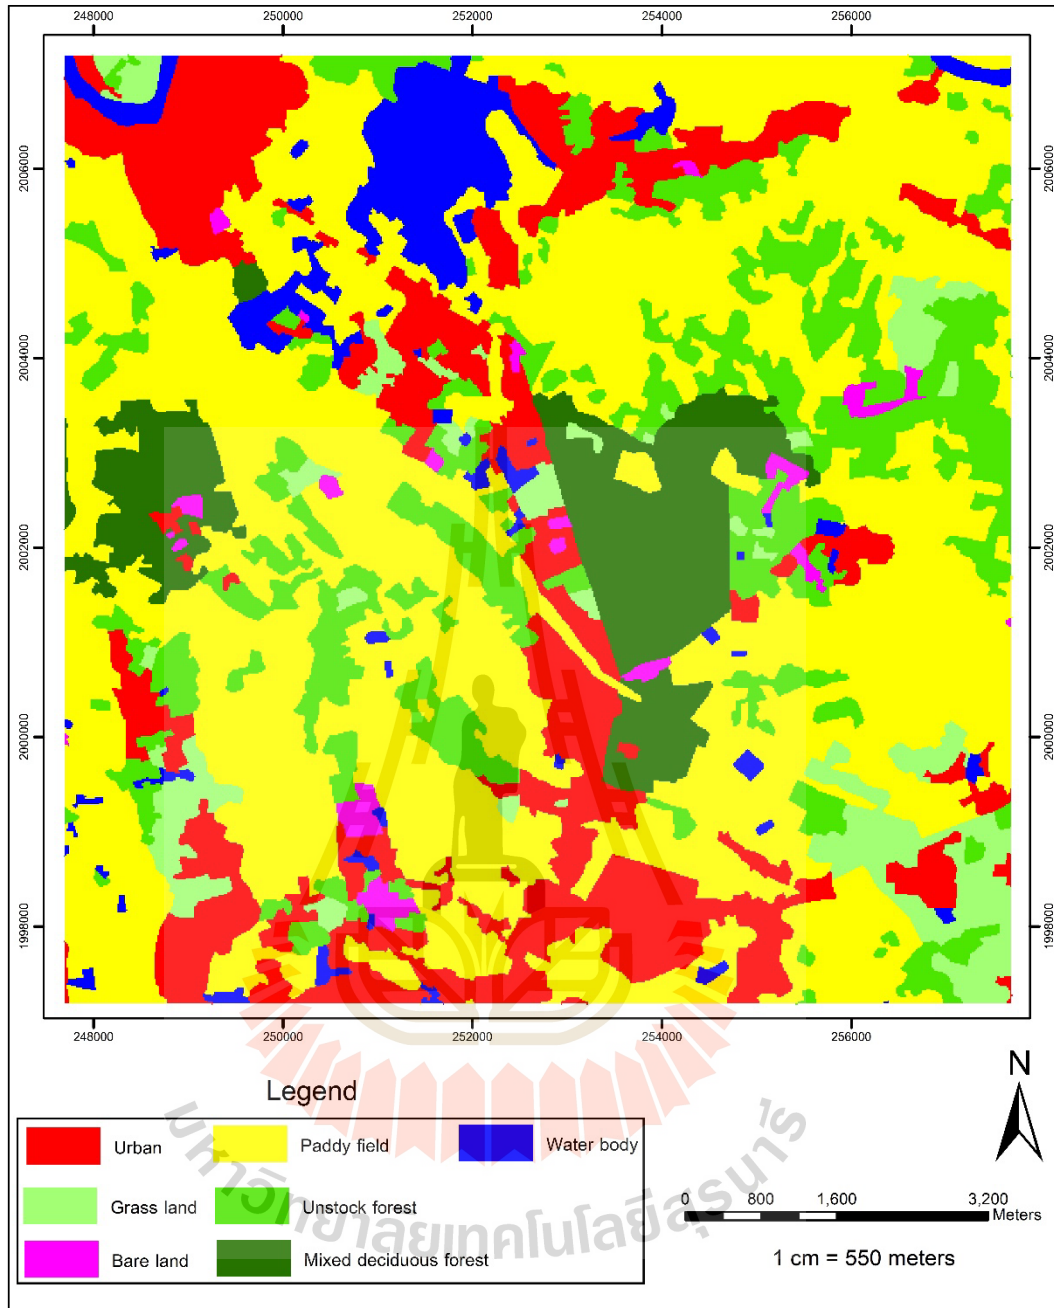 248000 250000 252000 254000 256000
2006000 2006000
2004000 2004000
2002000 2002000
2000000 2000000
1998000 1998000
248000 250000 252000 254000 256000
Legend
Urban Paddy field Water body
Grass land Unstock forest
Bare land Mixed deciduous forest
N
0 800 1,600 3,200
Meters
1 cm = 550 meters
มหาวิทยาลัยเทคโนโลยีสุรนารี